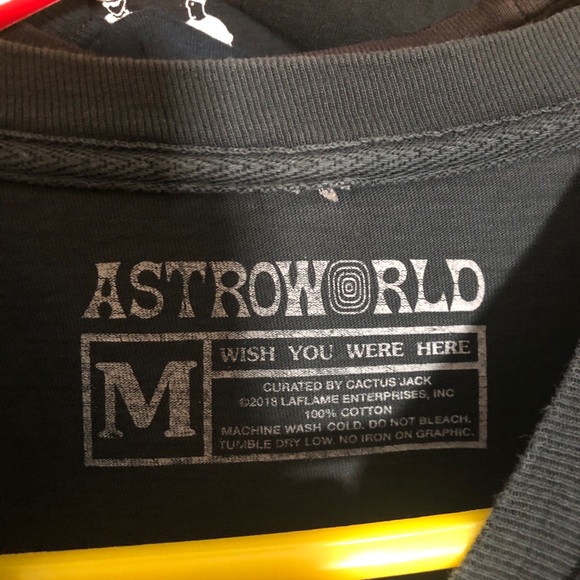 ASTROWORLD
M
WISH YOU WERE HERE
CURATED BY CACTUS JACK
©2018 LAFLAME ENTERPRISES, INC
100% COTTON
MACHINE WASH COLD. DO NOT BLEACH.
TUMBLE DRY LOW. NO IRON ON GRAPHIC.